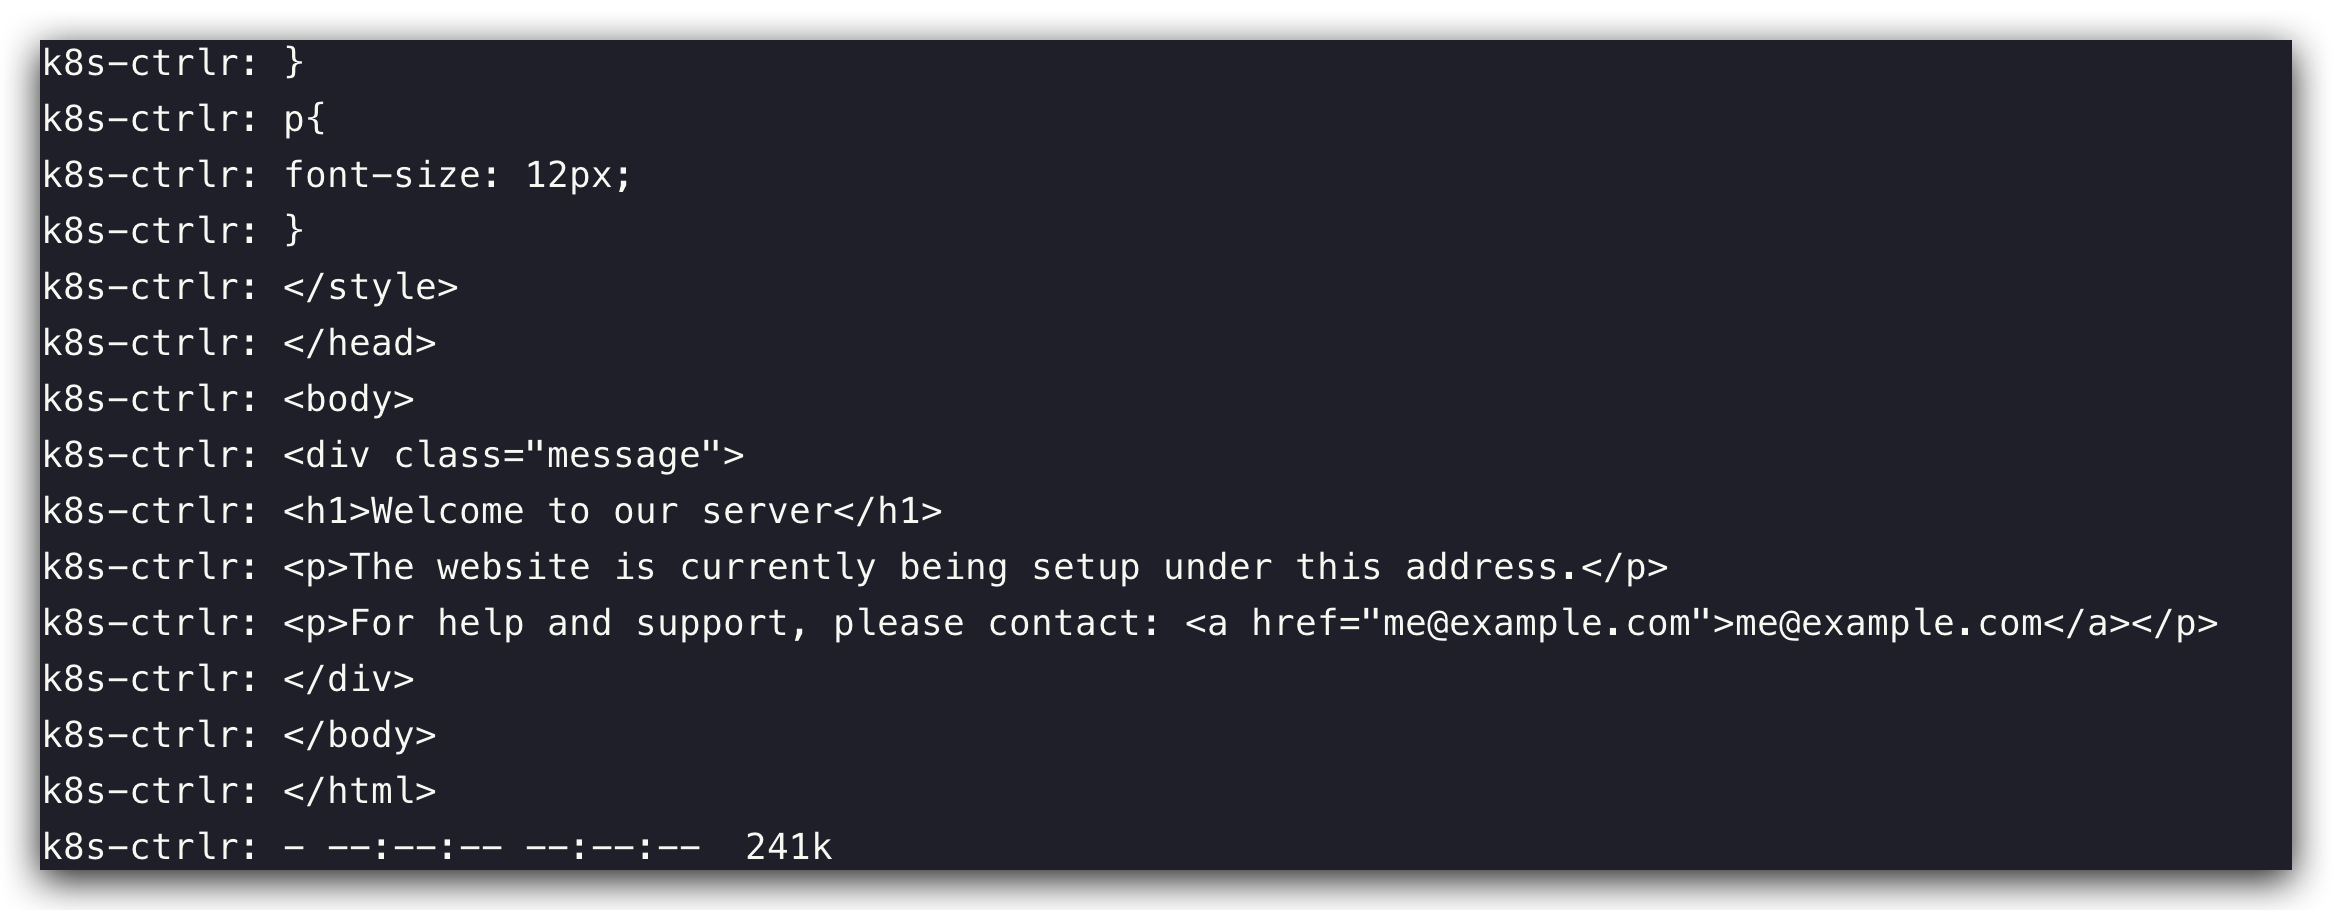 k8s-ctrlr: }
k8s-ctrlr: p{
k8s-ctrlr: font-size: 12px;
k8s-ctrlr: }
k8s-ctrlr: </style>
k8s-ctrlr: </head>
k8s-ctrlr: <body>
k8s-ctrlr: <div class="message">
k8s-ctrlr: <h1>Welcome to our server</h1>
k8s-ctrlr: <p>The website is currently being setup under this address.</p>
k8s-ctrlr: <p>For help and support, please contact: <a href="me@example.com">me@example.com</a></p>
k8s-ctrlr: </div>
k8s-ctrlr: </body>
k8s-ctrlr: </html>
k8s-ctrlr: - --:--:-- --:--:--  241k